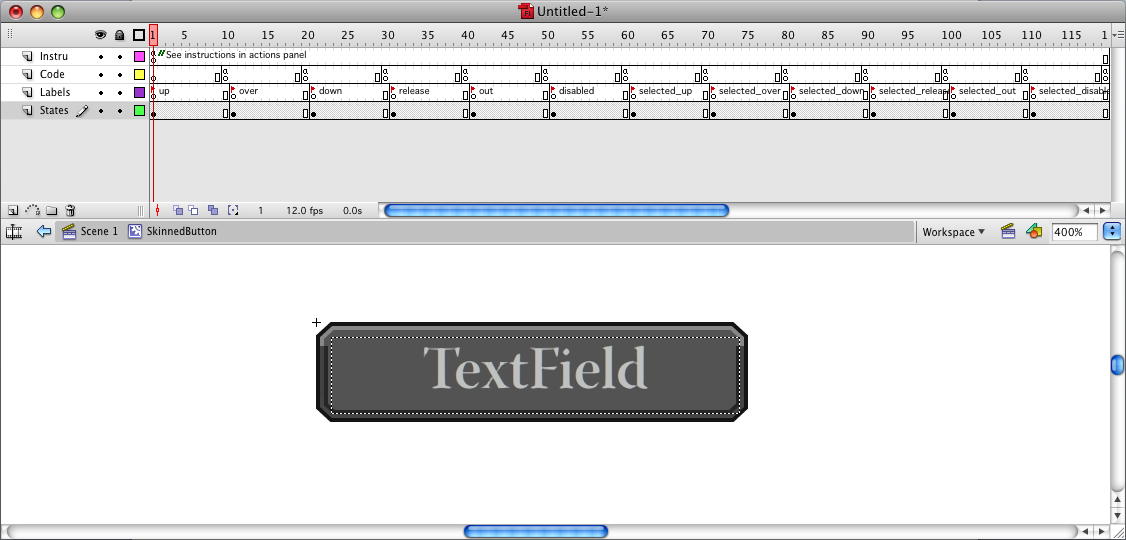 Untitled-1*
1 5 10 15 20 25 30 35 40 45 50 55 60 65 70 75 80 85 90 95 100 105 110 115 1
Instru //See instructions in actions panel
Code a a a a a a a a a a a a
Labels up over down release out disabled selected_up selected_over selected_down selected_releas selected_out selected_disabl
States
1 12.0 fps 0.0s
Scene 1 SkinnedButton Workspace 400%
TextField